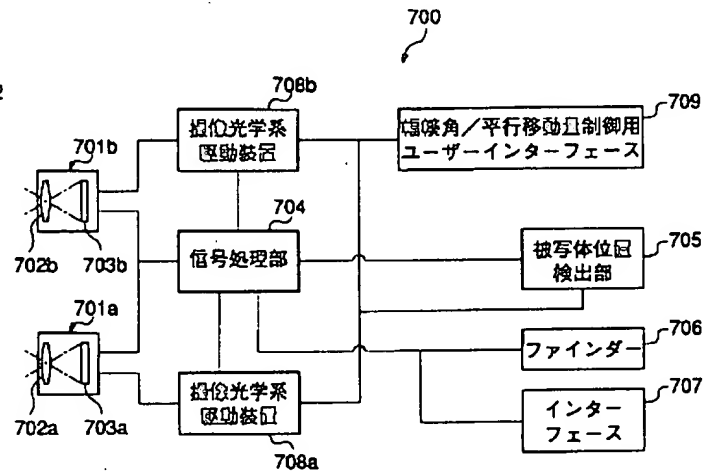 700
2
708b
撮像光学系
駆動装置
709
輻輳角／平行移動量制御用
ユーザーインターフェース
701b
702b
703b
704
信号処理部
705
被写体位置
検出部
701a
706
ファインダー
702a
703a
撮像光学系
駆動装置
708a
707
インター
フェース